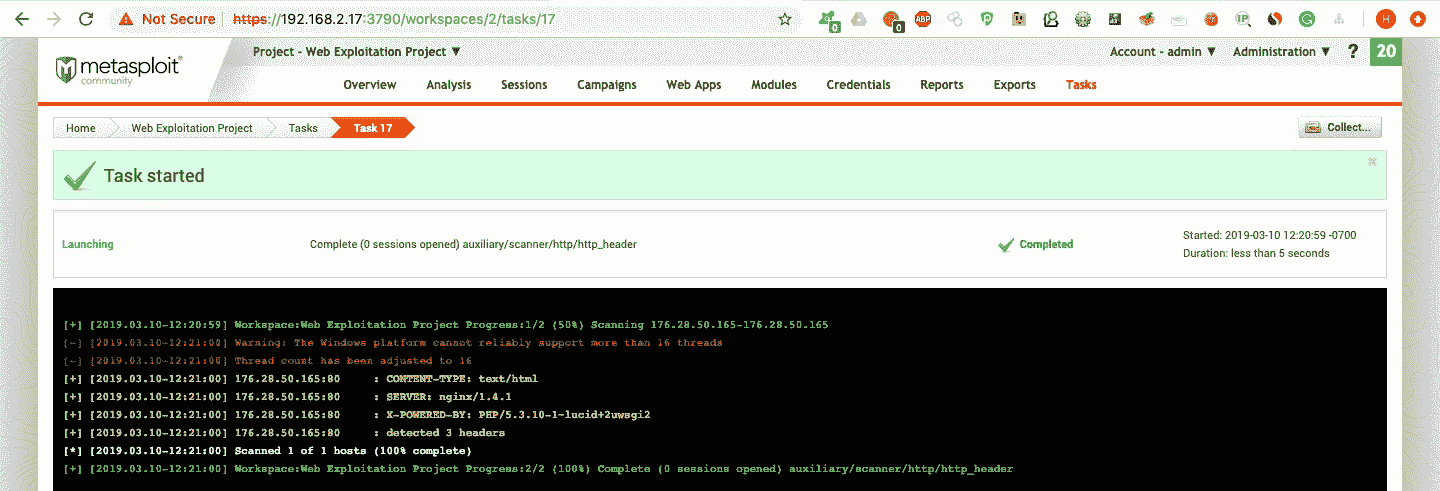 Not Secure https://192.168.2.17:3790/workspaces/2/tasks/17
0 0 ABP IP G H
metasploit community
Project - Web Exploitation Project ▼ Account - admin ▼ Administration ▼ ? 20
Overview Analysis Sessions Campaigns Web Apps Modules Credentials Reports Exports Tasks
Home Web Exploitation Project Tasks Task 17 Collect...
Task started
Launching Complete (0 sessions opened) auxiliary/scanner/http/http_header Completed Started: 2019-03-10 12:20:59 -0700
Duration: less than 5 seconds
[+] [2019.03.10-12:20:59] Workspace:Web Exploitation Project Progress:1/2 (50%) Scanning 176.28.50.165-176.28.50.165
[-] [2019.03.10-12:21:00] Warning: The Windows platform cannot reliably support more than 16 threads
[-] [2019.03.10-12:21:00] Thread count has been adjusted to 16
[+] [2019.03.10-12:21:00] 176.28.50.165:80 : CONTENT-TYPE: text/html
[+] [2019.03.10-12:21:00] 176.28.50.165:80 : SERVER: nginx/1.4.1
[+] [2019.03.10-12:21:00] 176.28.50.165:80 : X-POWERED-BY: PHP/5.3.10-1~lucid+2uwsgi2
[+] [2019.03.10-12:21:00] 176.28.50.165:80 : detected 3 headers
[*] [2019.03.10-12:21:00] Scanned 1 of 1 hosts (100% complete)
[+] [2019.03.10-12:21:00] Workspace:Web Exploitation Project Progress:2/2 (100%) Complete (0 sessions opened) auxiliary/scanner/http/http_header